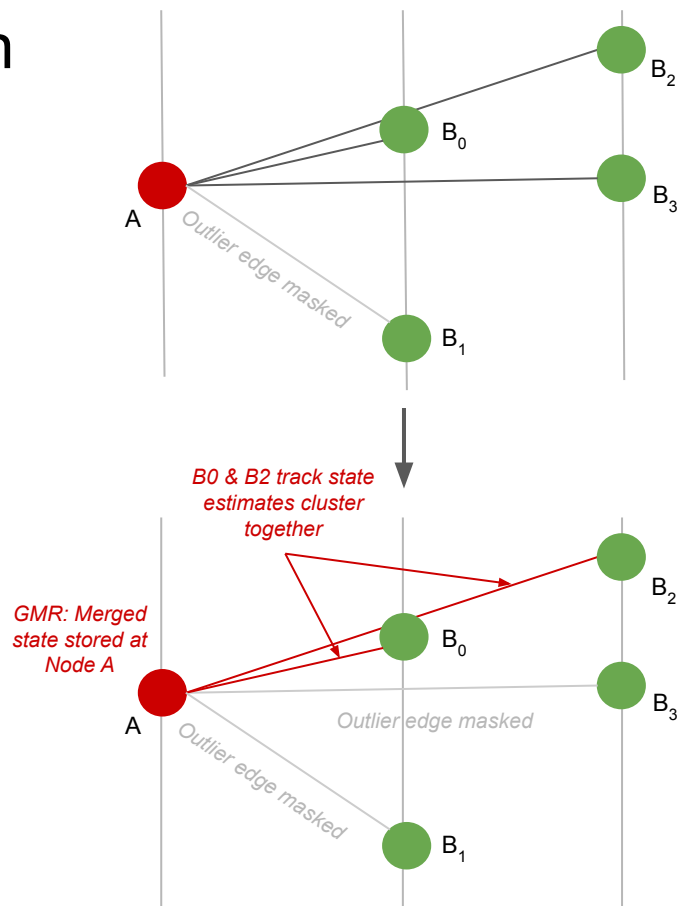 n
B2
B0
B3
A
Outlier edge masked
B1
B0 & B2 track state
estimates cluster
together
B2
GMR: Merged
state stored at
Node A
B0
B3
A
Outlier edge masked
Outlier edge masked
B1